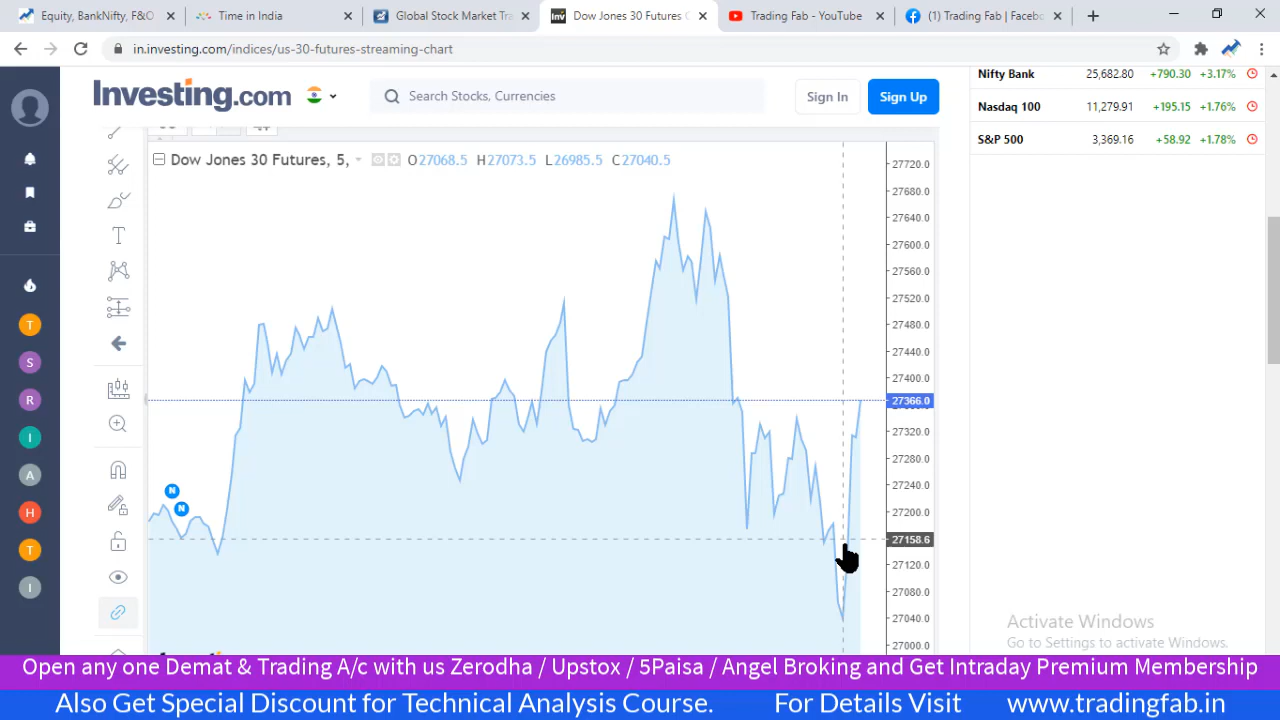 Equity, BankNifty, F&O
Time in India
Global Stock Market Tra
Dow Jones 30 Futures C
Trading Fab - YouTube
(1) Trading Fab | Facebo
in.investing.com/indices/us-30-futures-streaming-chart
Investing.com
Search Stocks, Currencies
Sign In
Sign Up
Nifty Bank 25,682.80 +790.30 +3.17%
Nasdaq 100 11,279.91 +195.15 +1.76%
S&P 500 3,369.16 +58.92 +1.78%
Dow Jones 30 Futures, 5, O27068.5 H27073.5 L26985.5 C27040.5
27720.0
27680.0
27640.0
27600.0
27560.0
27520.0
27480.0
27440.0
27400.0
27366.0
27320.0
27280.0
27240.0
27200.0
27158.6
27120.0
27080.0
27040.0
27000.0
N
N
T
S
R
I
A
H
T
I
Activate Windows
Go to Settings to activate Windows.
Open any one Demat & Trading A/c with us Zerodha / Upstox / 5Paisa / Angel Broking and Get Intraday Premium Membership
Also Get Special Discount for Technical Analysis Course. For Details Visit www.tradingfab.in